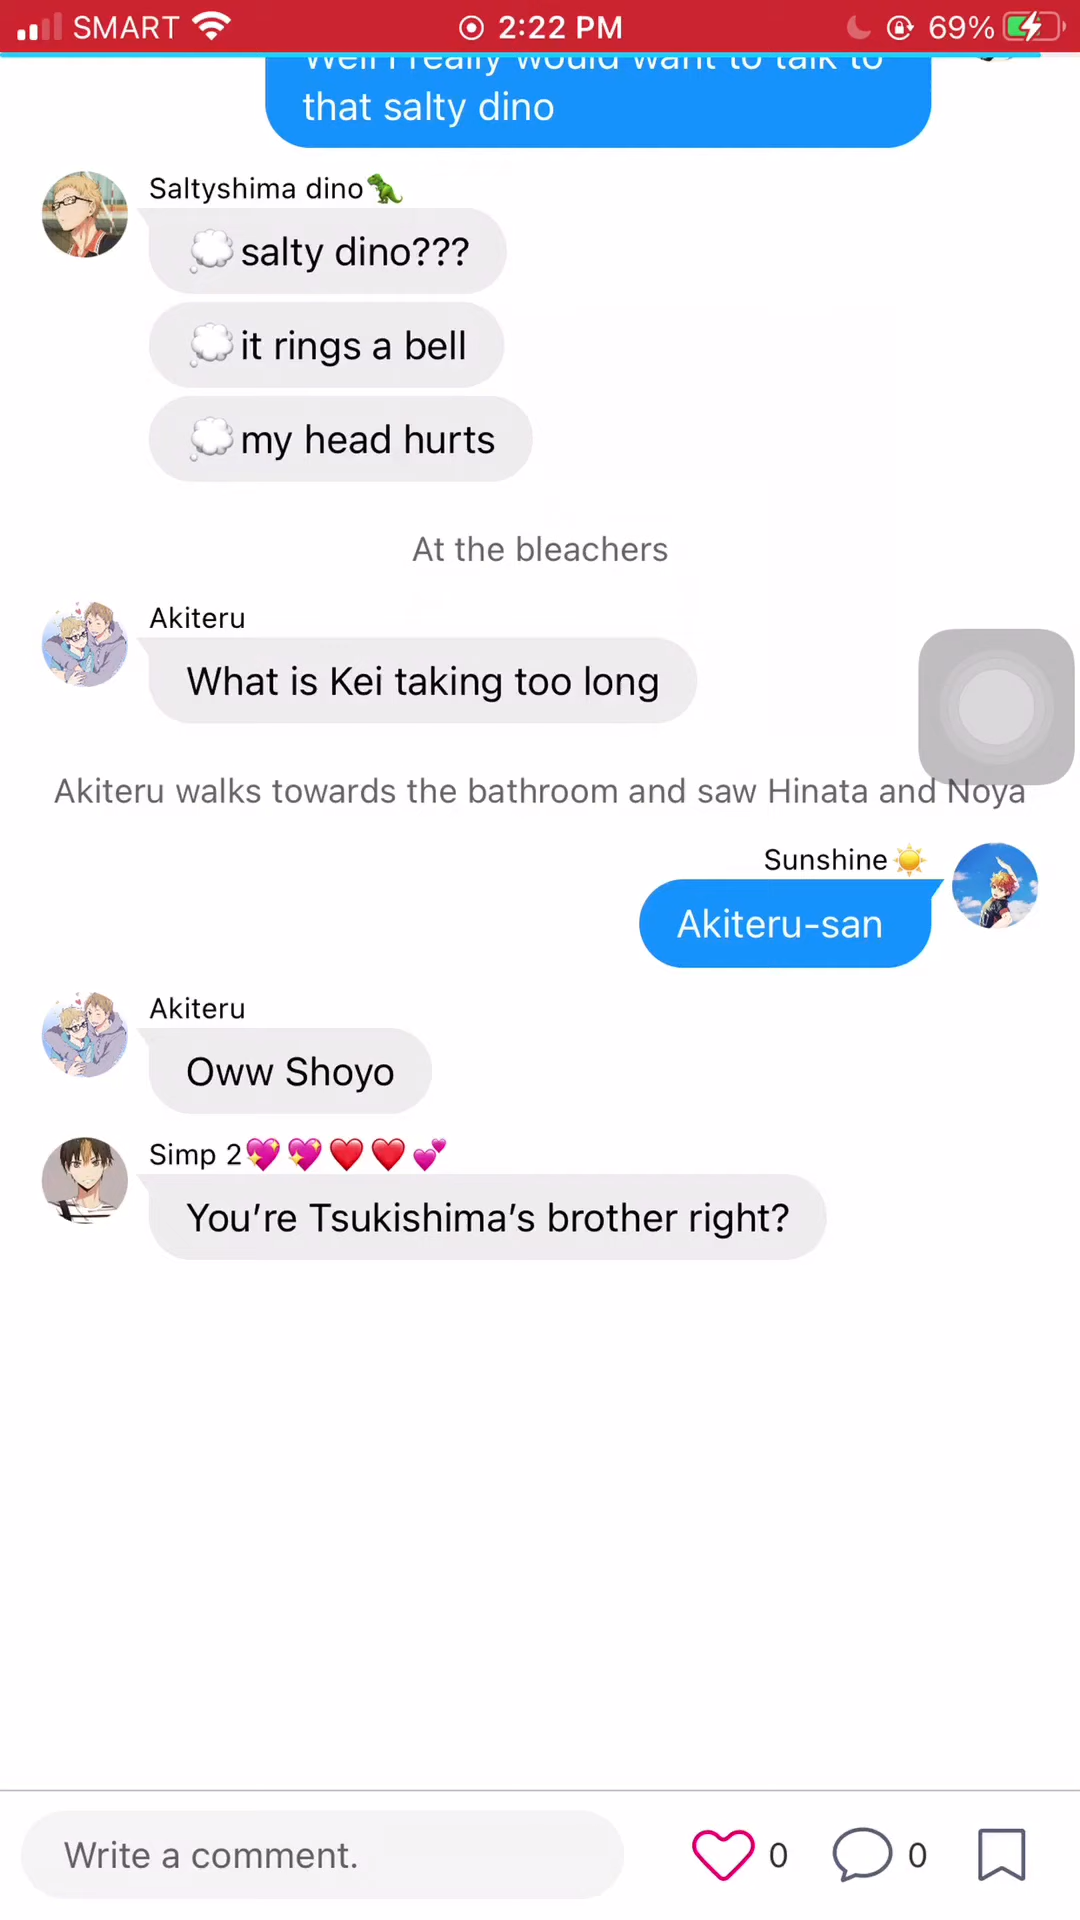 SMART 2:22 PM 69%
Well I really would want to talk to
that salty dino
Saltyshima dino🦖
💭salty dino???
💭it rings a bell
💭my head hurts
At the bleachers
Akiteru
What is Kei taking too long
Akiteru walks towards the bathroom and saw Hinata and Noya
Sunshine☀️
Akiteru-san
Akiteru
Oww Shoyo
Simp 2💖💖❤️❤️💕
You’re Tsukishima’s brother right?
Write a comment. 0 0